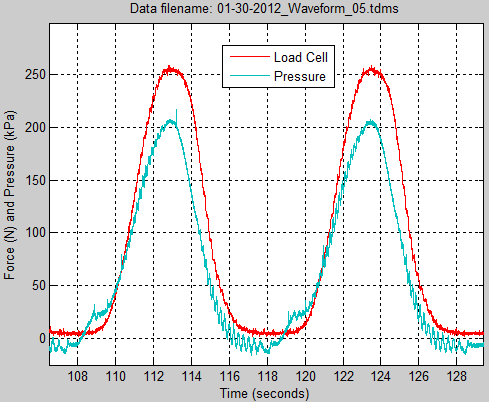 Data filename: 01-30-2012_Waveform_05.tdms
Load Cell
Pressure
Force (N) and Pressure (kPa)
250
200
150
100
50
0
108 110 112 114 116 118 120 122 124 126 128
Time (seconds)